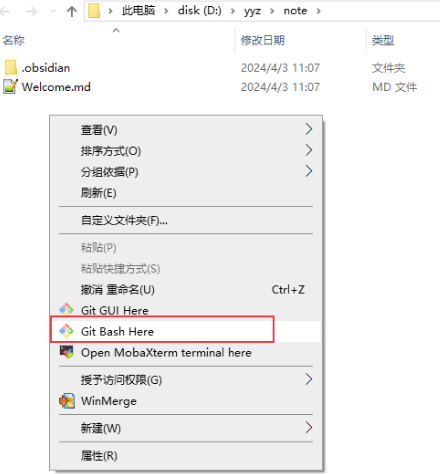 此电脑 > disk (D:) > yyz > note >
名称 修改日期 类型
.obsidian 2024/4/3 11:07 文件夹
Welcome.md 2024/4/3 11:07 MD 文件
查看(V)
排序方式(O)
分组依据(P)
刷新(E)
自定义文件夹(F)...
粘贴(P)
粘贴快捷方式(S)
撤消 重命名(U) Ctrl+Z
Git GUI Here
Git Bash Here
Open MobaXterm terminal here
授予访问权限(G)
WinMerge
新建(W)
属性(R)